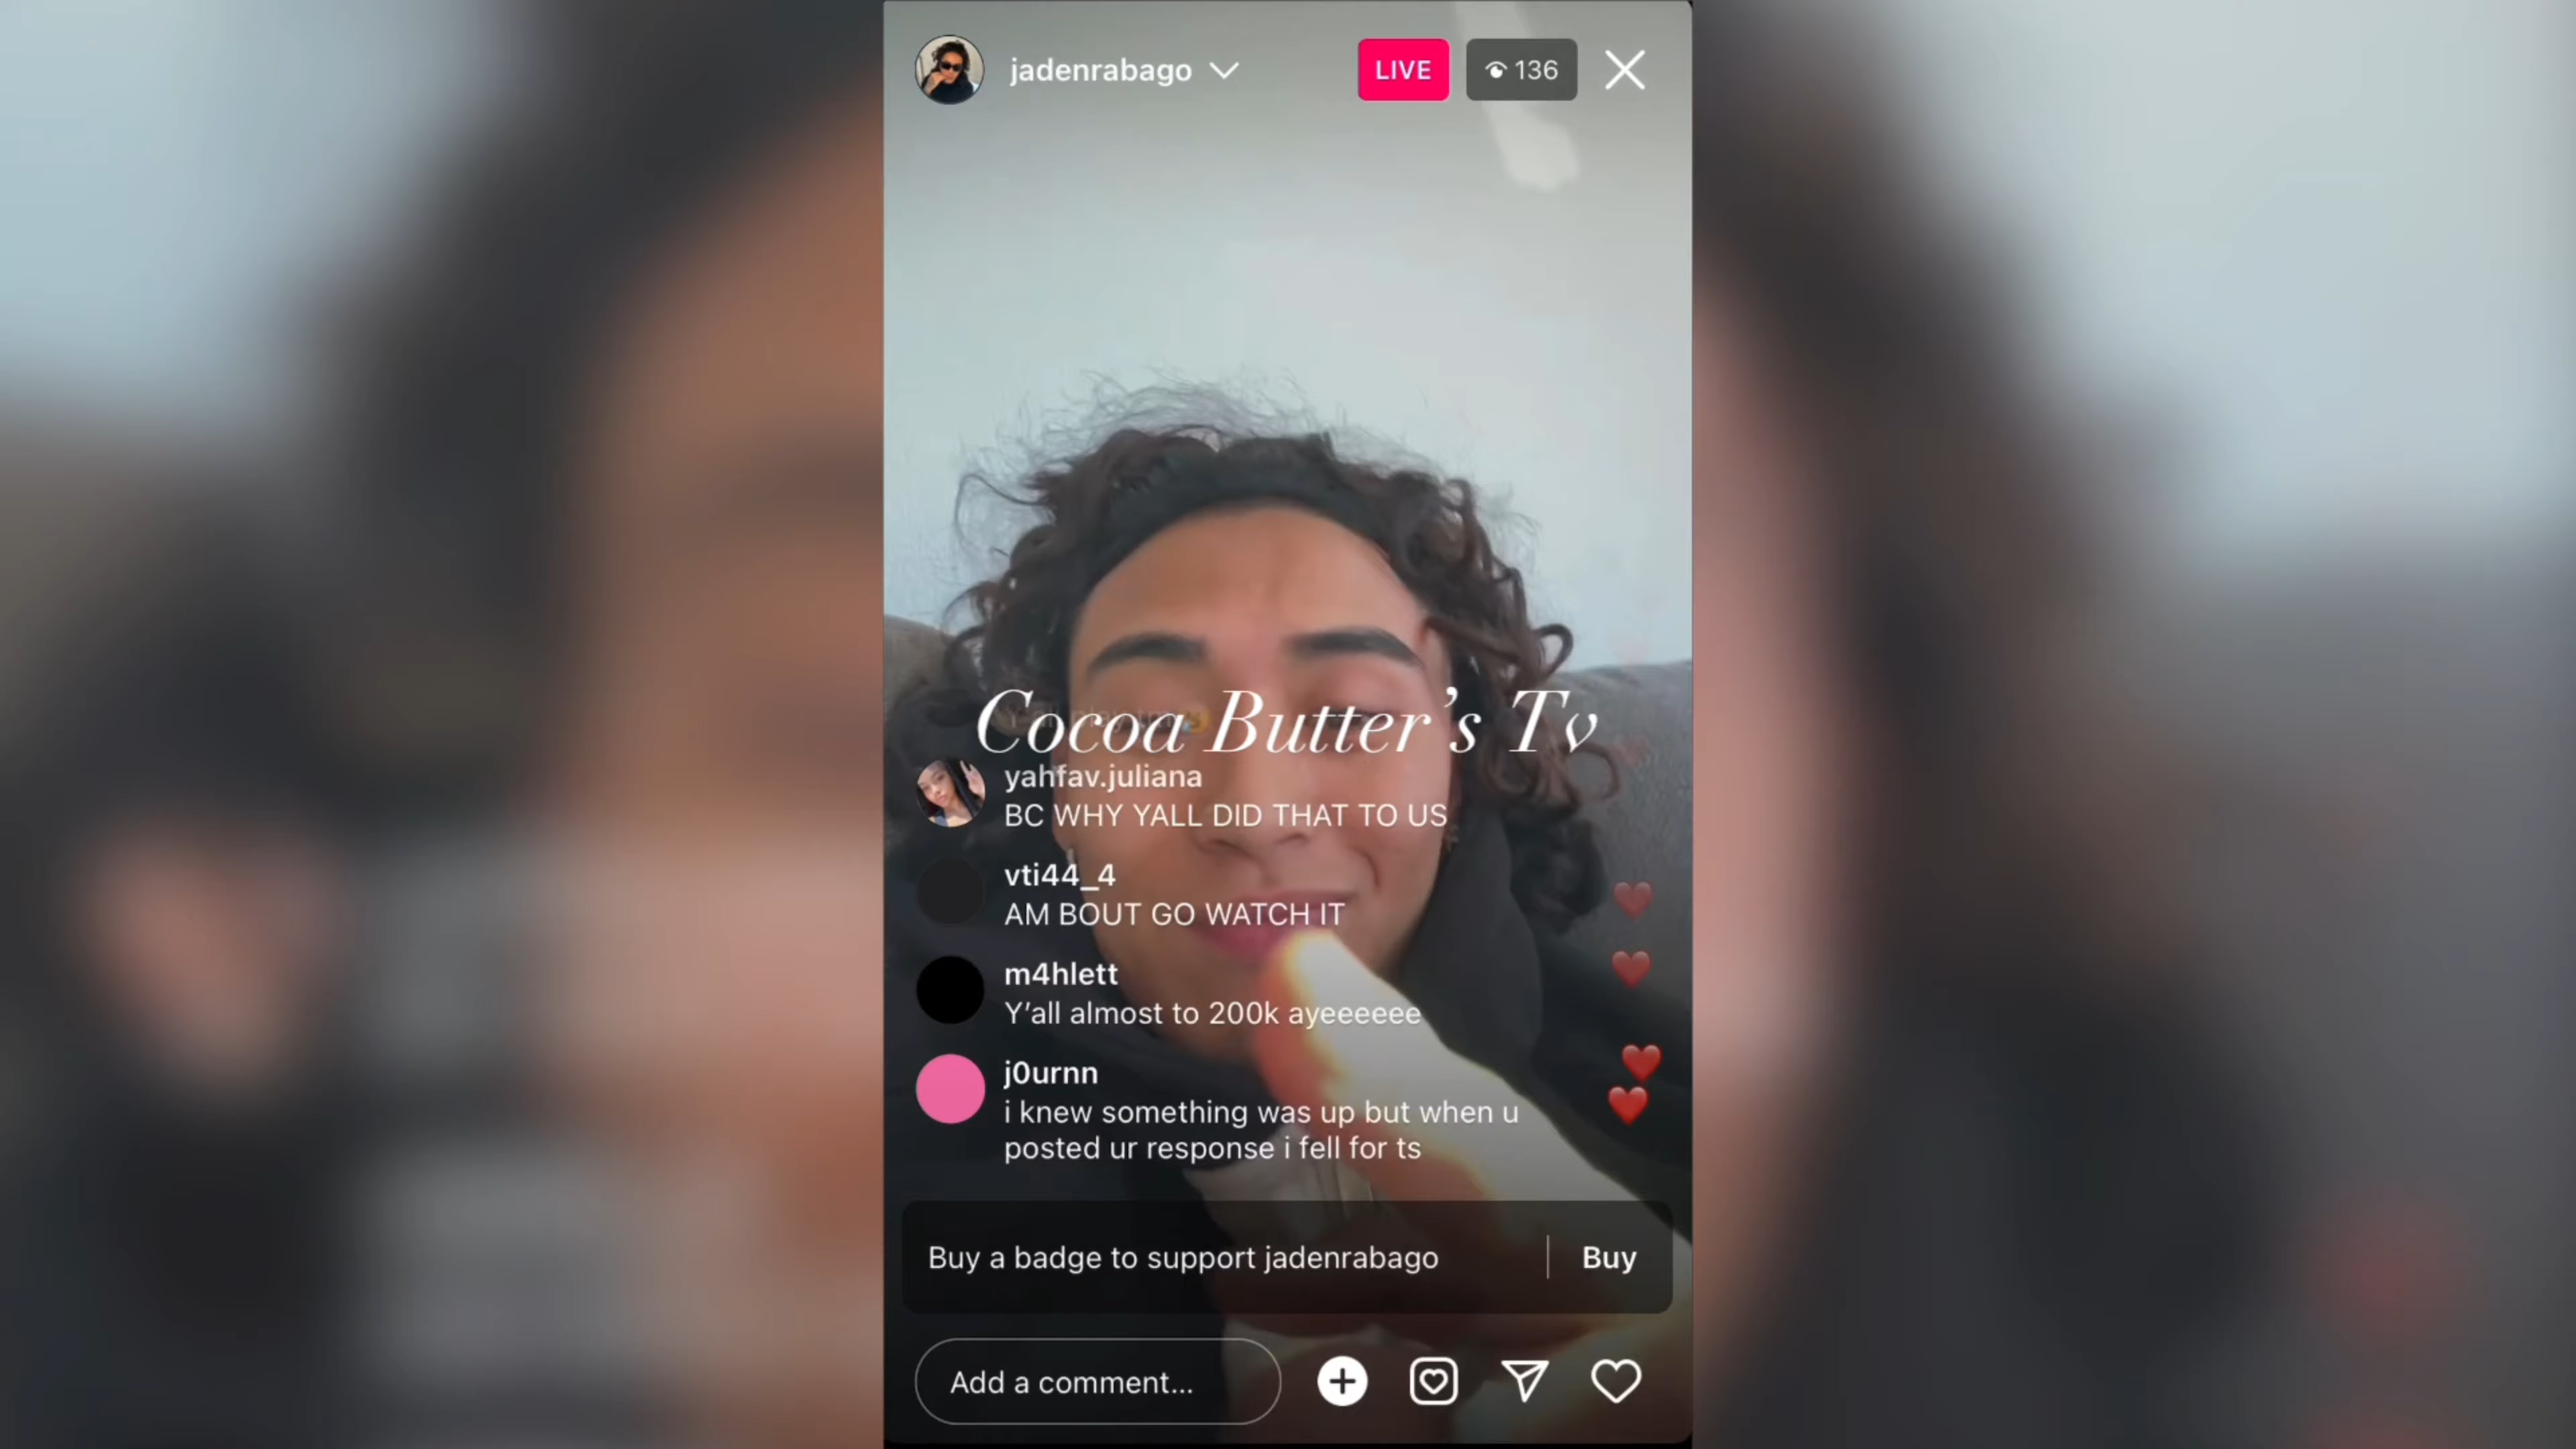 jadenrabago
LIVE
136
Cocoa Butter's Tv
yahfav.juliana
BC WHY YALL DID THAT TO US
vti44_4
AM BOUT GO WATCH IT
m4hlett
Y'all almost to 200k ayeeeeee
j0urnn
i knew something was up but when u
posted ur response i fell for ts
Buy a badge to support jadenrabago
Buy
Add a comment...